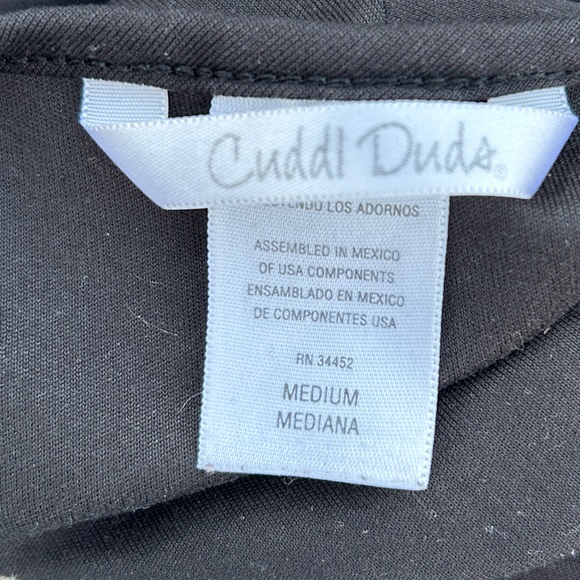 Cuddl Duds®
LOS ADORNOS
ASSEMBLED IN MEXICO
OF USA COMPONENTS
ENSAMBLADO EN MEXICO
DE COMPONENTES USA
RN 34452
MEDIUM
MEDIANA